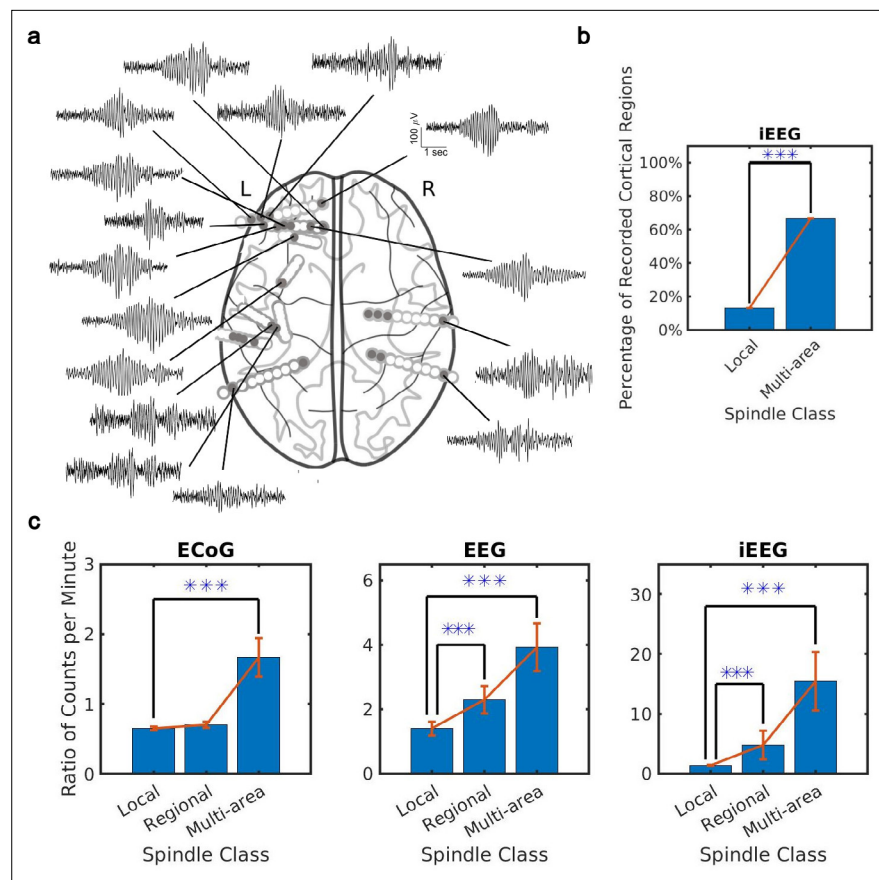 a
100 µV
1 sec
L
R
b
iEEG
Percentage of Recorded Cortical Regions
100%
80%
60%
40%
20%
0%
✳✳✳
Local
Multi-area
Spindle Class
c
ECoG
Ratio of Counts per Minute
3
2
1
0
✳✳✳
Local
Regional
Multi-area
Spindle Class
EEG
6
4
2
0
✳✳✳
✳✳✳
Local
Regional
Multi-area
Spindle Class
iEEG
30
20
10
0
✳✳✳
✳✳✳
Local
Regional
Multi-area
Spindle Class